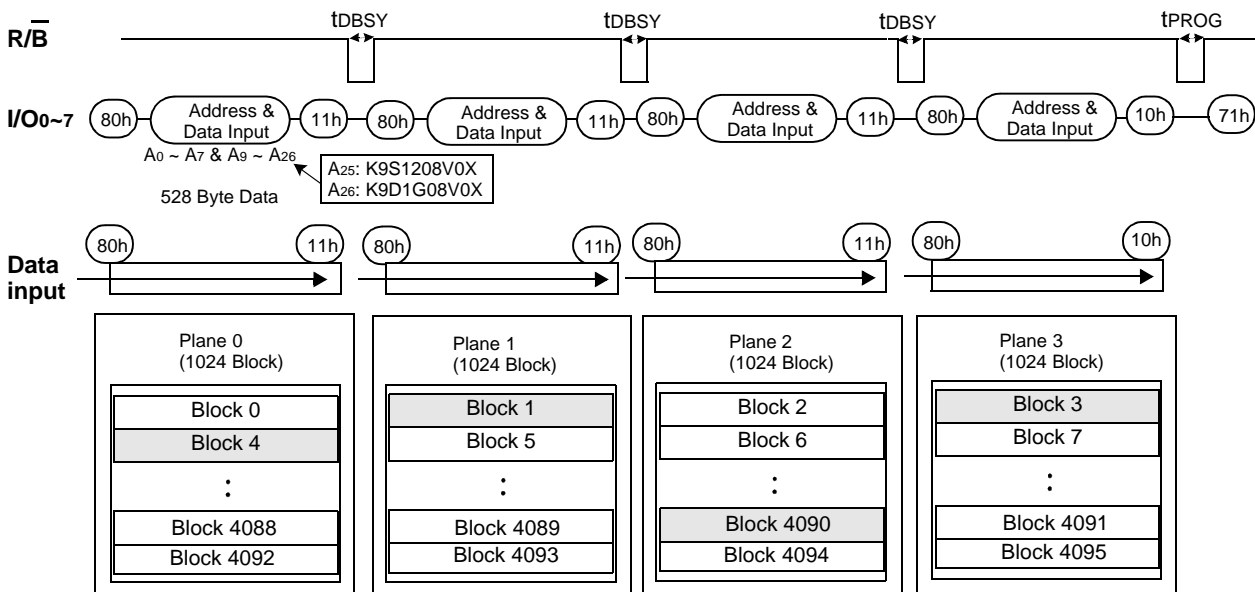 tDBSY tDBSY tDBSY tPROG
R/B
I/O0~7 80h Address & Data Input 11h 80h Address & Data Input 11h 80h Address & Data Input 11h 80h Address & Data Input 10h 71h
A0 ~ A7 & A9 ~ A26
528 Byte Data
A25: K9S1208V0X
A26: K9D1G08V0X
Data input
80h 11h 80h 11h 80h 11h 80h 10h
Plane 0
(1024 Block)
Block 0
Block 4
:
Block 4088
Block 4092
Plane 1
(1024 Block)
Block 1
Block 5
:
Block 4089
Block 4093
Plane 2
(1024 Block)
Block 2
Block 6
:
Block 4090
Block 4094
Plane 3
(1024 Block)
Block 3
Block 7
:
Block 4091
Block 4095